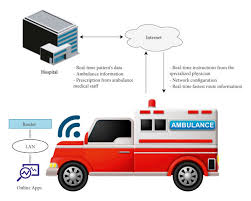 Internet
Hospital
- Real-time patient's data
- Ambulance information
- Prescription from ambulance
medical staff
- Real-time instructions from the
specialized physician
- Network configuration
- Real-time fastest route information)
AMBULANCE
Router
LAN
Online Apps